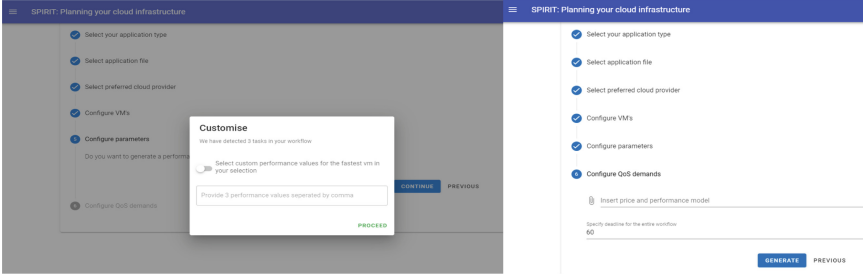 SPIRIT: Planning your cloud infrastructure
Select your application type
Select application file
Select preferred cloud provider
Configure VM's
5 Configure parameters
Do you want to generate a performa
Customise
We have detected 3 tasks in your workflow
Select custom performance values for the fastest vm in
your selection
Provide 3 performance values seperated by comma
PROCEED
CONTINUE PREVIOUS
6 Configure QoS demands
SPIRIT: Planning your cloud infrastructure
Select your application type
Select application file
Select preferred cloud provider
Configure VM's
Configure parameters
6 Configure QoS demands
Insert price and performance model
Specify deadline for the entire workflow
60
GENERATE PREVIOUS